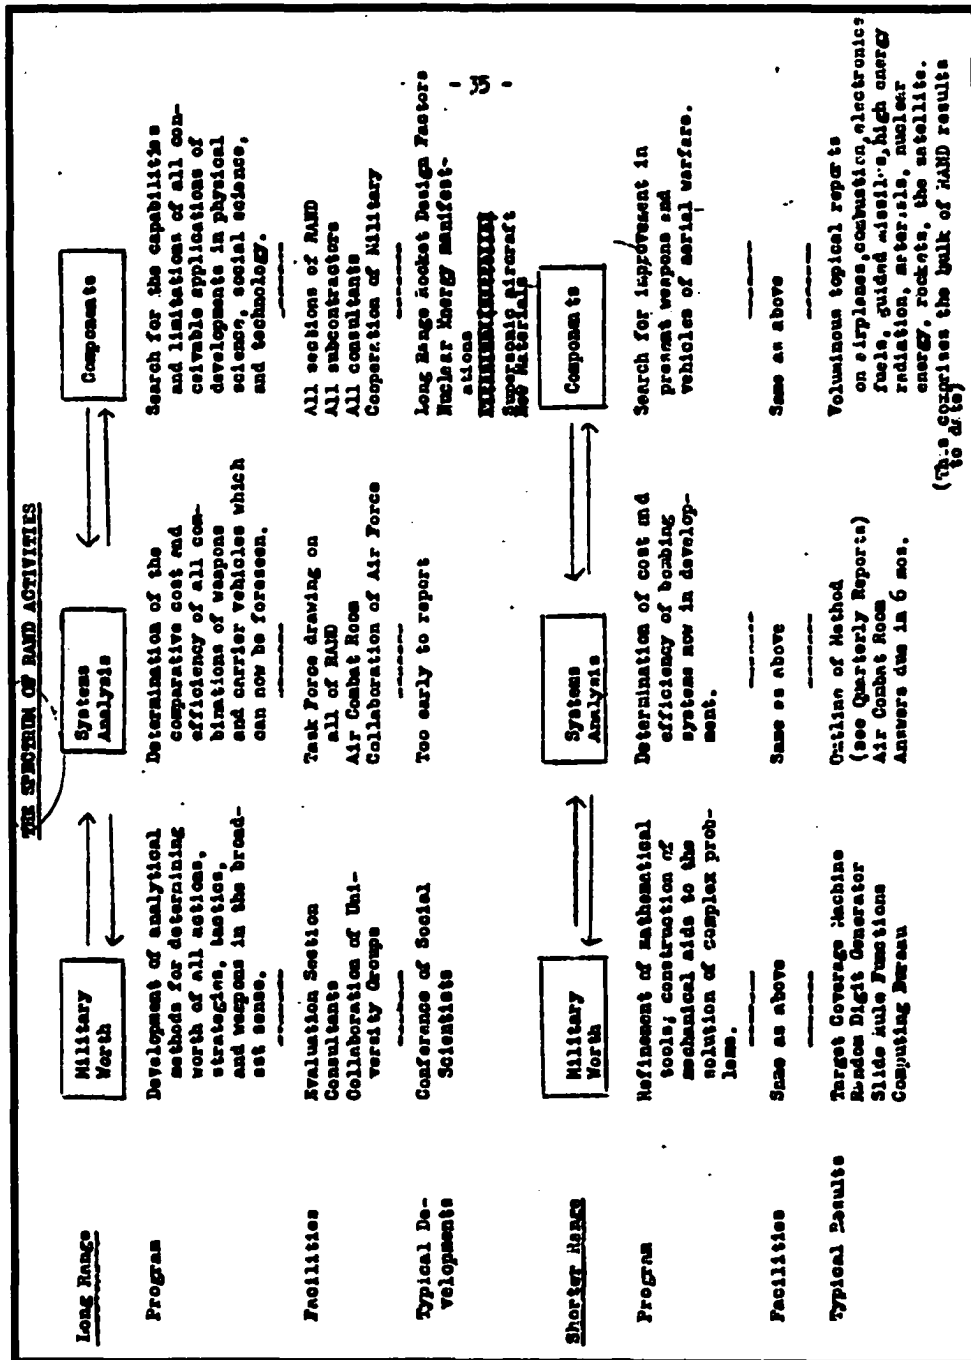 - 35 -
THE SPECTRUM OF RAND ACTIVITIES
Long Range
Military
Worth
Systems
Analysis
Components
Program
Development of analytical
methods for determining
worth of all actions,
strategies, tactics,
and weapons in the broad-
est sense.
Determination of the
comparative cost and
efficiency of all com-
binations of weapons
and carrier vehicles which
can now be foreseen.
Search for the capabilities
and limitations of all con-
ceivable applications of
developments in physical
science, social science,
and technology.
Facilities
Evaluation Section
Consultants
Collaboration of Uni-
versity Groups
Task Force drawing on
all of RAND
Air Combat Room
Collaboration of Air Force
All sections of RAND
All subcontractors
All consultants
Cooperation of Military
Typical De-
velopments
Conference of Social
Scientists
Too early to report
Long Range Rocket Design Factors
Nuclear Energy manifest-
ations
Supersonic aircraft
New Materials
Shorter Range
Military
Worth
Systems
Analysis
Components
Program
Refinement of mathematical
tools; construction of
mechanical aids to the
solution of complex prob-
lems.
Determination of cost and
efficiency of bombing
systems now in develop-
ment.
Search for improvement in
present weapons and
vehicles of aerial warfare.
Facilities
Same as above
Same as above
Same as above
Typical Results
Target Coverage Machine
Random Digit Generator
Slide Rule Functions
Computing Bureau
Outline of Method
(see Quarterly Reports)
Air Combat Room
Answers due in 6 mos.
Voluminous topical reports
on airplanes, combustion, electronics
fuels, guided missiles, high energy
radiation, materials, nuclear
energy, rockets, the satellite.
(This comprises the bulk of RAND results
to date)